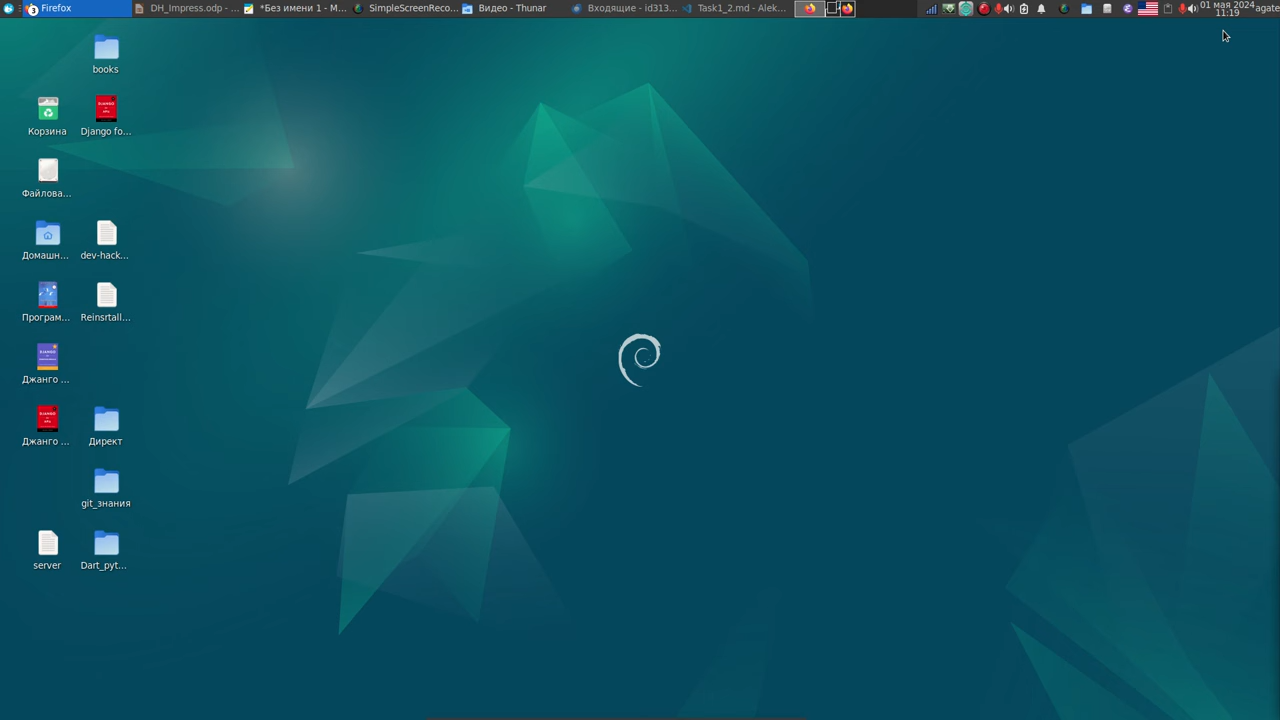 3 Firefox
DH_Impress.odp - ...
*Без имени 1 - M...
SimpleScreenReco...
Видео - Thunar
Входящие - id313...
Task1_2.md - Alek...
01 мая 2024
11:19
agate
books
Корзина
Django fo...
Файлова...
Домашн...
dev-hack...
Програм...
Reinsrtall...
Джанго ...
Джанго ...
Директ
git_знания
server
Dart_pyt...